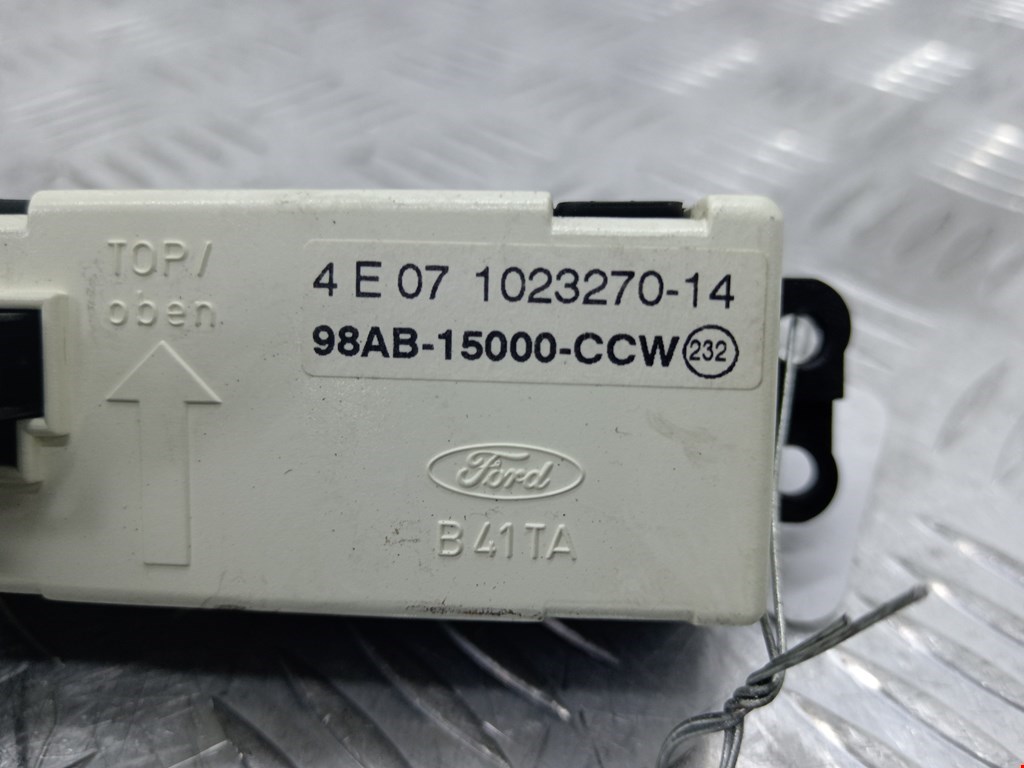 TOP/
oben
4 E 07 1023270-14
98AB-15000-CCW 232
Ford
B41TA